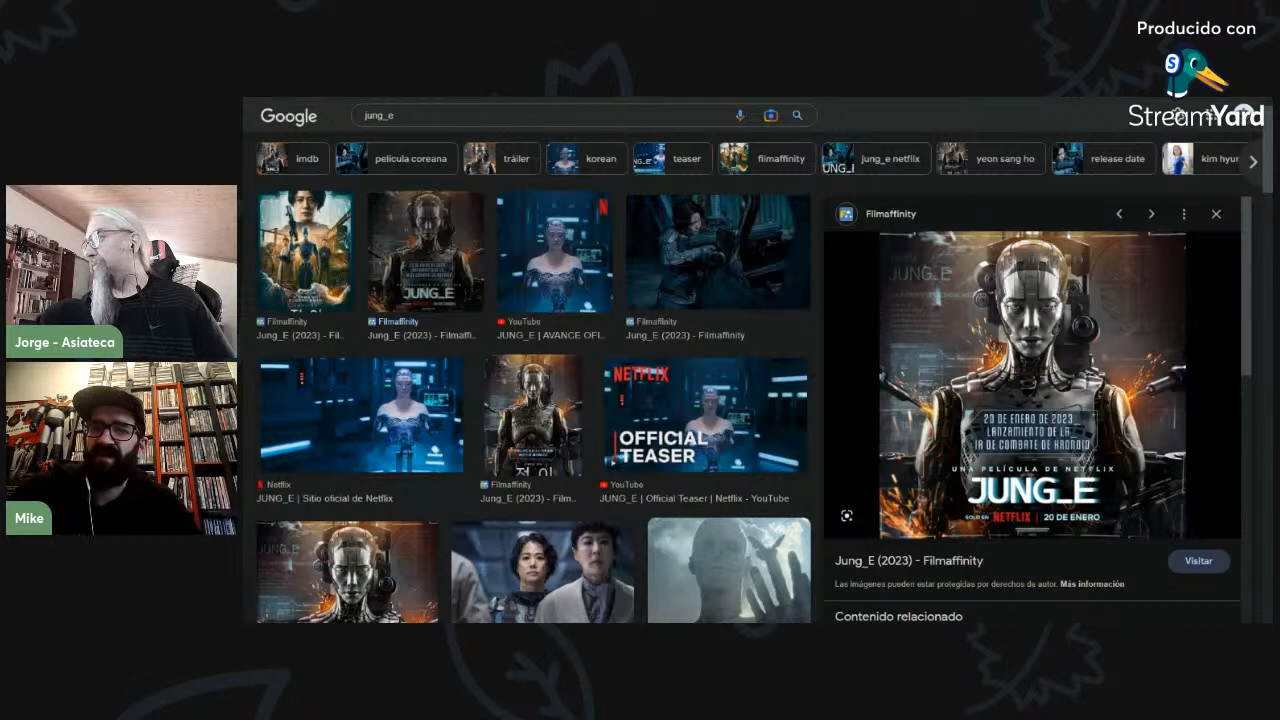 Producido con
StreamYard
Google
jung_e
imdb
película coreana
tráiler
korean
teaser
filmaffinity
jung_e netflix
yeon sang ho
release date
kim hyur
Filmaffinity
Jung_E (2023) - Fil...
Filmaffinity
Jung_E (2023) - Filmaffi...
YouTube
JUNG_E | AVANCE OFI...
Filmaffinity
Jung_E (2023) - Filmaffinity
Netflix
JUNG_E | Sitio oficial de Netflix
Filmaffinity
Jung_E (2023) - Film...
NETFLIX
OFFICIAL
TEASER
YouTube
JUNG_E | Official Teaser | Netflix - YouTube
Filmaffinity
JUNG_E
20 DE ENERO DE 2023
LANZAMIENTO DE LA
IA DE COMBATE DE KRONOID
UNA PELÍCULA DE NETFLIX
JUNG_E
SOLO EN NETFLIX | 20 DE ENERO
Jung_E (2023) - Filmaffinity
Visitar
Las imágenes pueden estar protegidas por derechos de autor. Más información
Contenido relacionado
Jorge - Asiateca
Mike